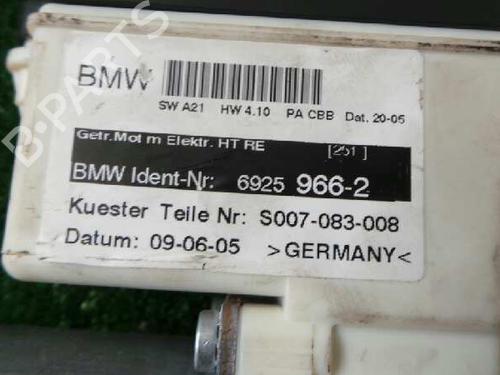 BMW
SW A21 HW 4.10 PA CBB Dat. 20-05
Getr.Mot m Elektr. HT RE [251]
BMW Ident-Nr: 6925 966-2
Kuester Teile Nr: S007-083-008
Datum: 09-06-05 >GERMANY<